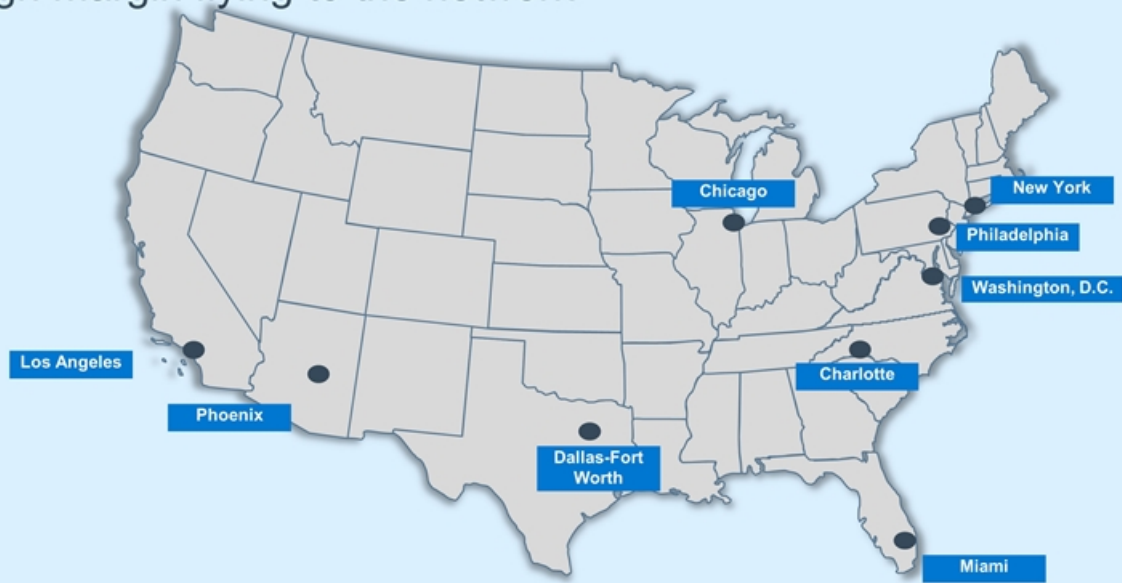 Chicago
New York
Philadelphia
Washington, D.C.
Los Angeles
Charlotte
Phoenix
Dallas-Fort
Worth
Miami